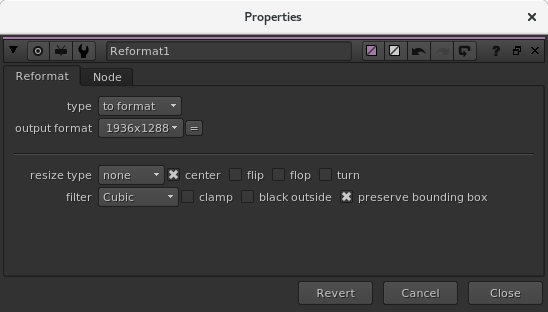 Properties
Reformat1
?
Reformat Node
type to format
output format 1936x1288 =
resize type none center flip flop turn
filter Cubic clamp black outside preserve bounding box
Revert Cancel Close